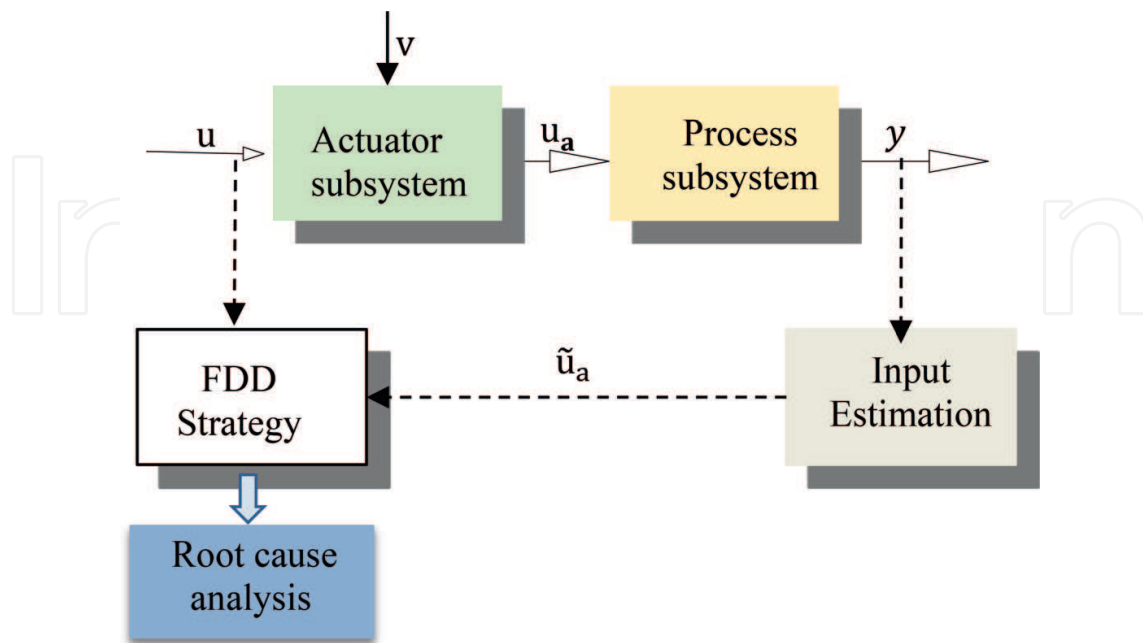 v
u
Actuator
subsystem
uₐ
Process
subsystem
y
FDD
Strategy
ũₐ
Input
Estimation
Root cause
analysis